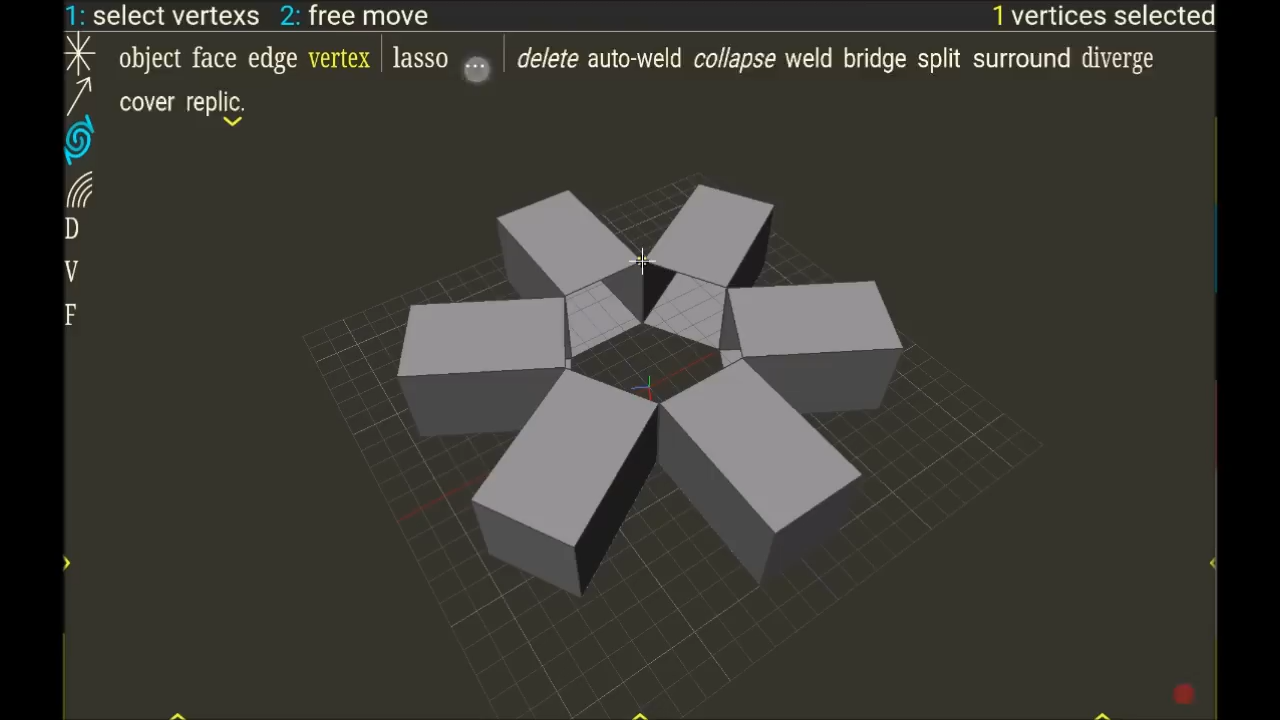 1: select vertexs 2: free move 1 vertices selected
object face edge vertex lasso ... delete auto-weld collapse weld bridge split surround diverge
cover replic.
D
V
F